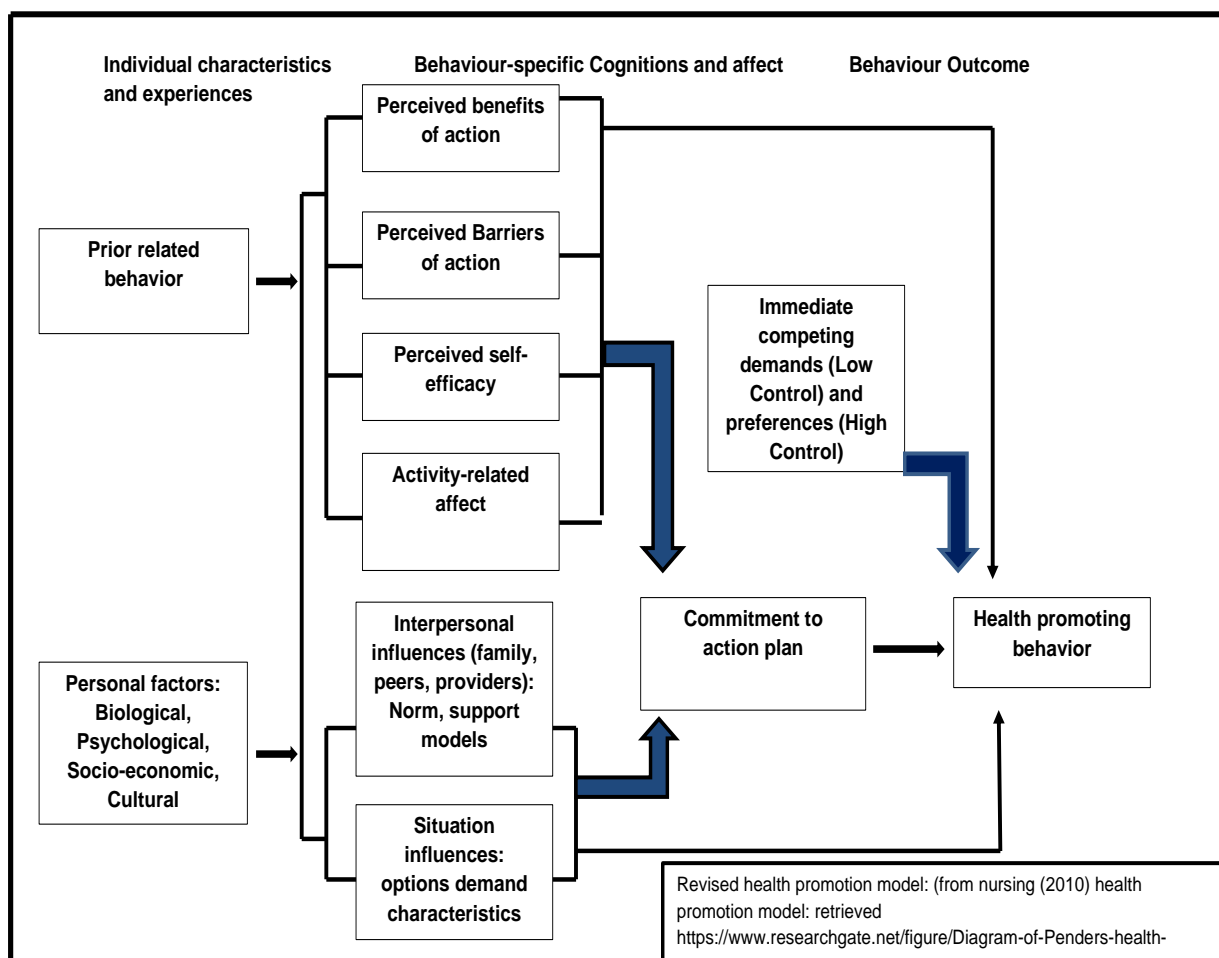 Individual characteristics
and experiences
Behaviour-specific Cognitions and affect
Behaviour Outcome
Perceived benefits
of action
Prior related
behavior
Perceived Barriers
of action
Perceived self-
efficacy
Activity-related
affect
Immediate
competing
demands (Low
Control) and
preferences (High
Control)
Personal factors:
Biological,
Psychological,
Socio-economic,
Cultural
Interpersonal
influences (family,
peers, providers):
Norm, support
models
Situation
influences:
options demand
characteristics
Commitment to
action plan
Health promoting
behavior
Revised health promotion model: (from nursing (2010) health
promotion model: retrieved
https://www.researchgate.net/figure/Diagram-of-Penders-health-